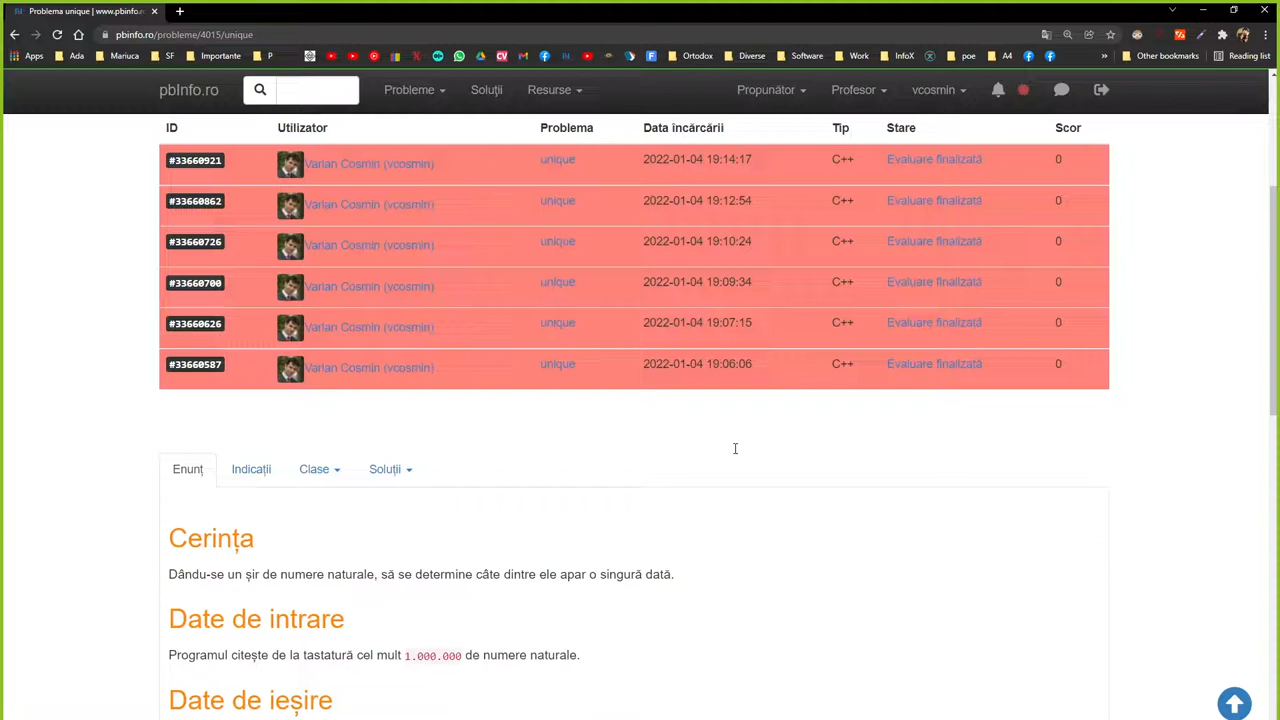 Problema unique | www.pbinfo.ro
pbinfo.ro/probleme/4015/unique
Apps Ada Mariuca SF Importante P Ortodox Diverse Software Work InfoX poe A4 Other bookmarks Reading list
pbInfo.ro Probleme Soluții Resurse Propunător Profesor vcosmin
ID Utilizator Problema Data încărcării Tip Stare Scor
#33660921 Varlan Cosmin (vcosmin) unique 2022-01-04 19:14:17 C++ Evaluare finalizată 0
#33660862 Varlan Cosmin (vcosmin) unique 2022-01-04 19:12:54 C++ Evaluare finalizată 0
#33660726 Varlan Cosmin (vcosmin) unique 2022-01-04 19:10:24 C++ Evaluare finalizată 0
#33660700 Varlan Cosmin (vcosmin) unique 2022-01-04 19:09:34 C++ Evaluare finalizată 0
#33660626 Varlan Cosmin (vcosmin) unique 2022-01-04 19:07:15 C++ Evaluare finalizată 0
#33660587 Varlan Cosmin (vcosmin) unique 2022-01-04 19:06:06 C++ Evaluare finalizată 0
Enunț Indicații Clase Soluții
Cerința
Dându-se un șir de numere naturale, să se determine câte dintre ele apar o singură dată.
Date de intrare
Programul citește de la tastatură cel mult 1.000.000 de numere naturale.
Date de ieșire